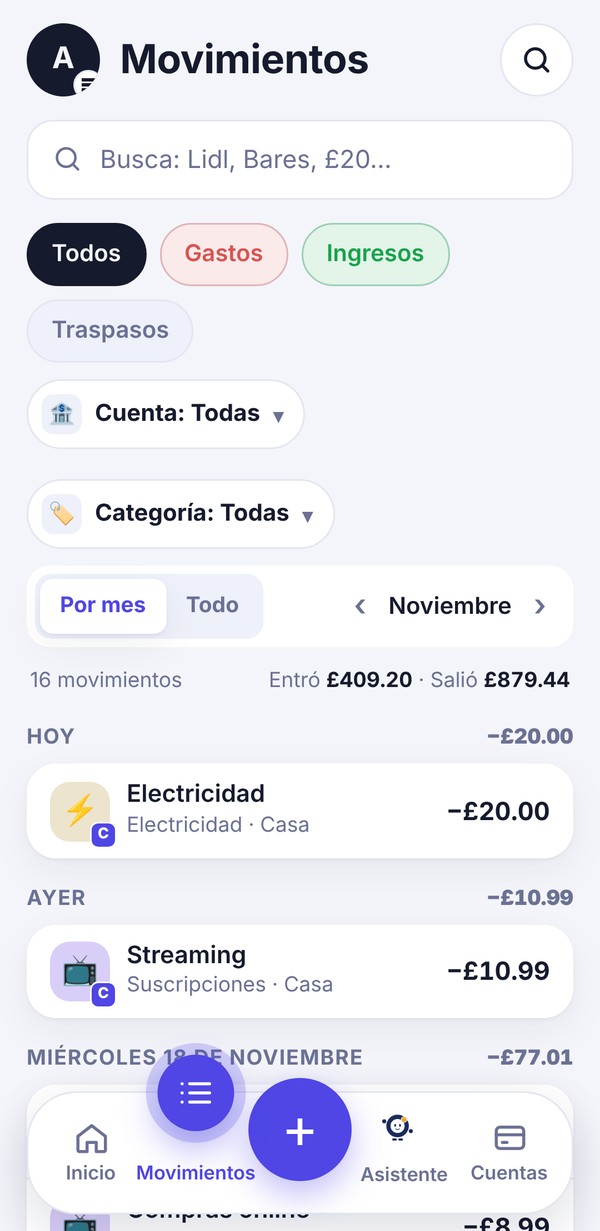 A
Movimientos
Busca: Lidl, Bares, £20...
Todos
Gastos
Ingresos
Traspasos
Cuenta: Todas ▾
Categoría: Todas ▾
Por mes
Todo
‹ Noviembre ›
16 movimientos
Entró £409.20 · Salió £879.44
HOY
−£20.00
Electricidad
Electricidad · Casa
C
−£20.00
AYER
−£10.99
Streaming
Suscripciones · Casa
C
−£10.99
MIÉRCOLES 18 DE NOVIEMBRE
−£77.01
Inicio
Movimientos
+
Asistente
Cuentas
Compras online
−£8.99